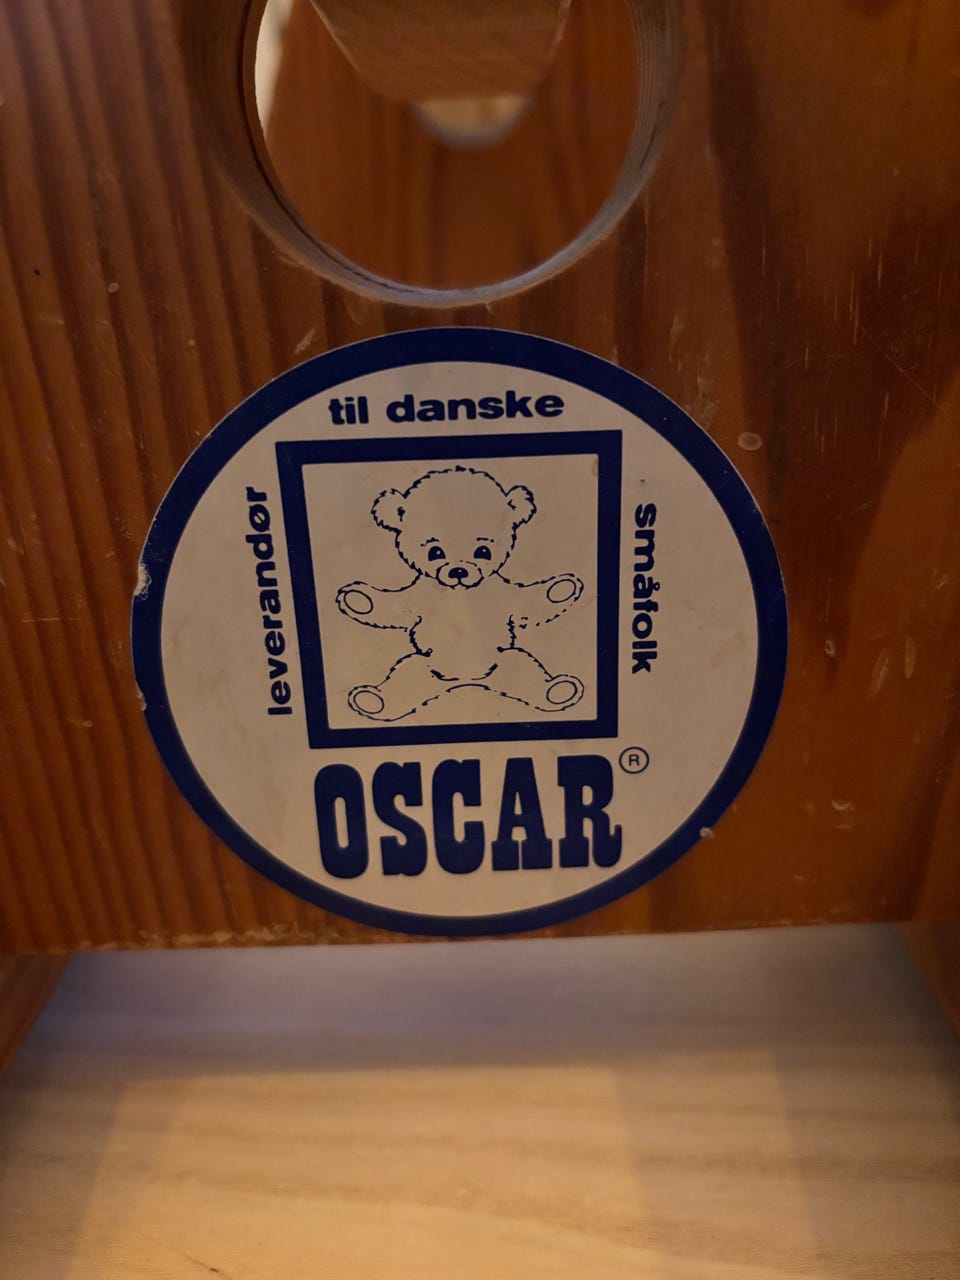 leverandør
til danske
småfolk
OSCAR®